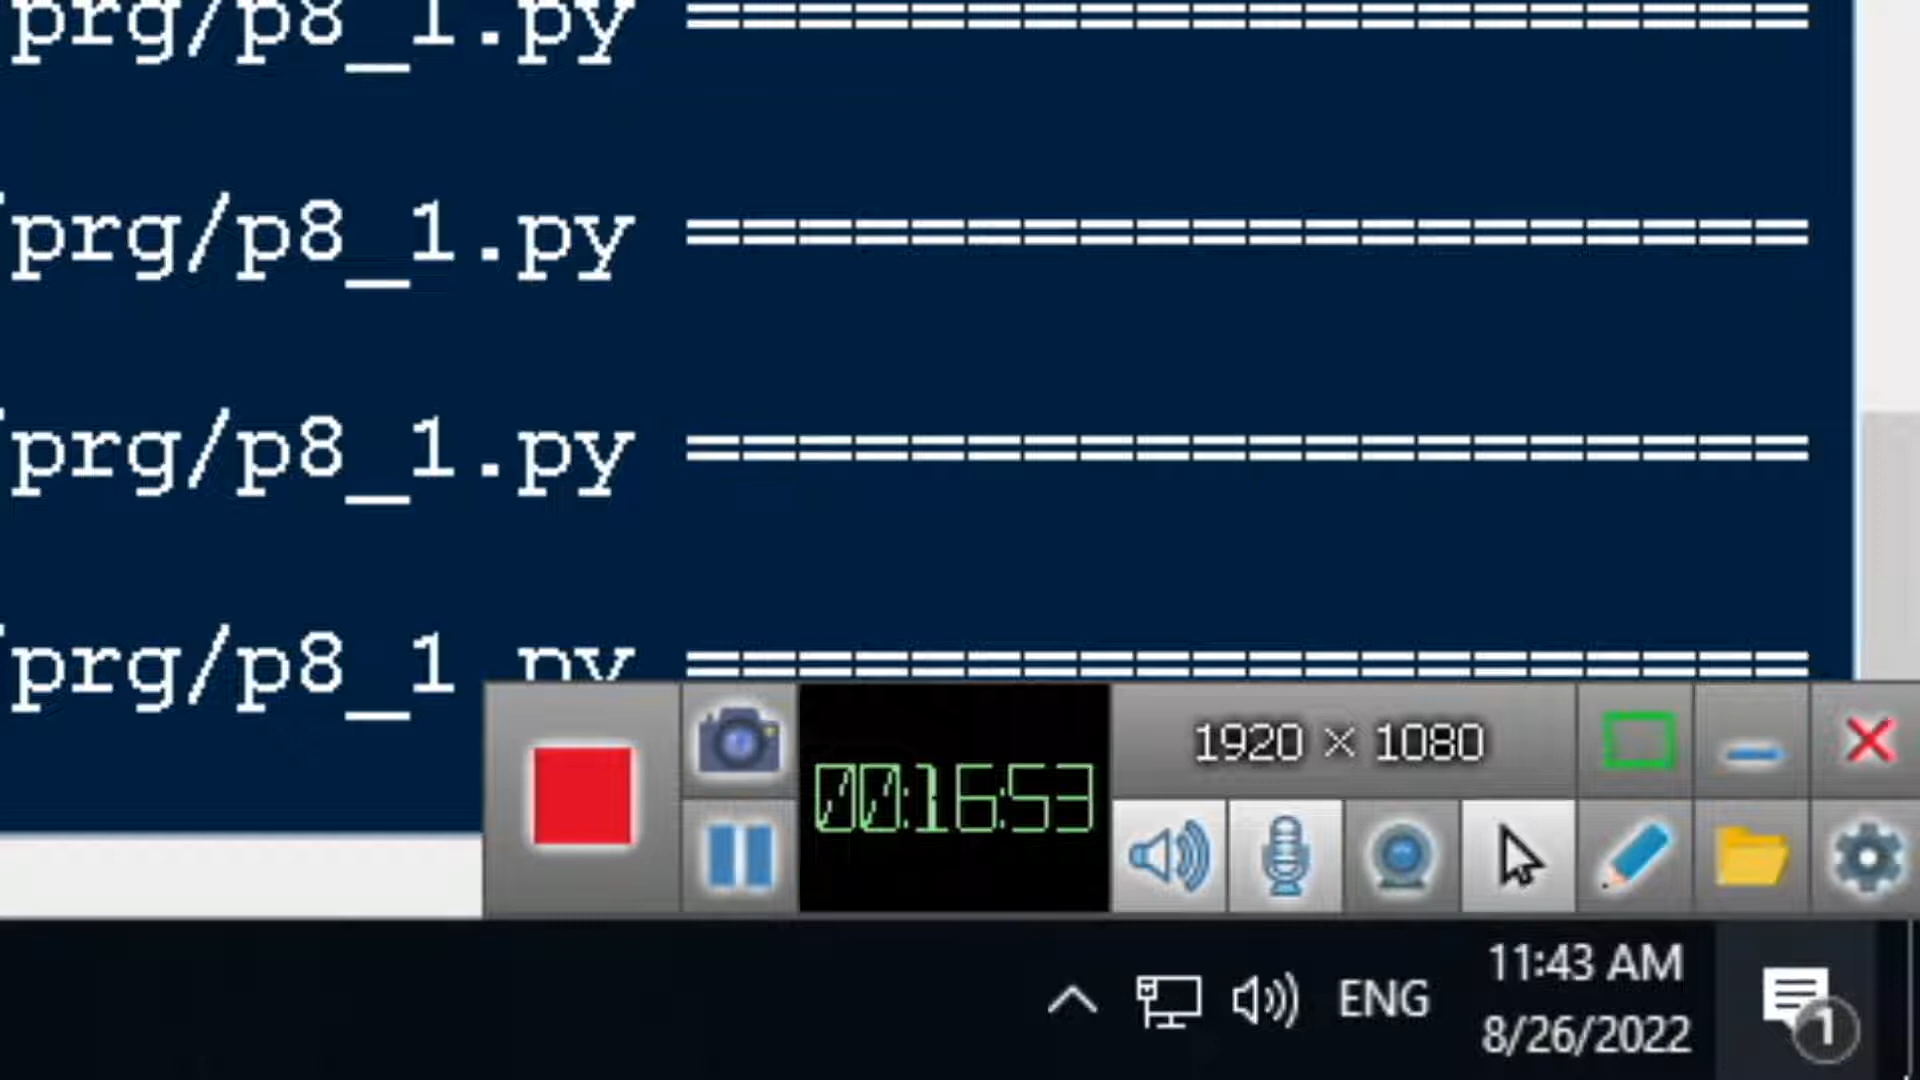 prg/p8_1.py ====================
/prg/p8_1.py ====================
/prg/p8_1.py ====================
/prg/p8_1.py ====================
00:16:53
1920 × 1080
ENG
11:43 AM
8/26/2022
1